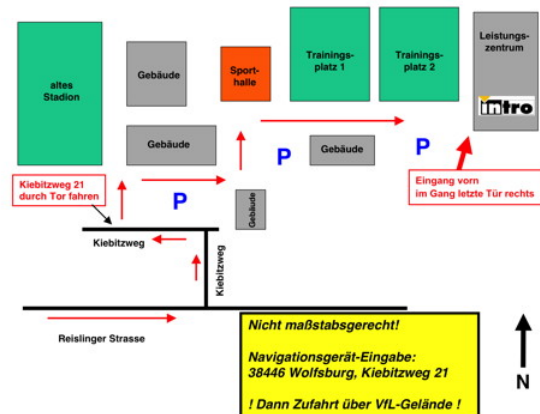 altes
Stadion
Gebäude
Sport-
halle
Trainings-
platz 1
Trainings-
platz 2
Leistungs-
zentrum
intro
Gebäude
P
Gebäude
P
Kiebitzweg 21
durch Tor fahren
P
Gebäude
Eingang vorn
im Gang letzte Tür rechts
Kiebitzweg
Kiebitzweg
Reislinger Strasse
Nicht maßstabsgerecht!
Navigationsgerät-Eingabe:
38446 Wolfsburg, Kiebitzweg 21
! Dann Zufahrt über VfL-Gelände !
N